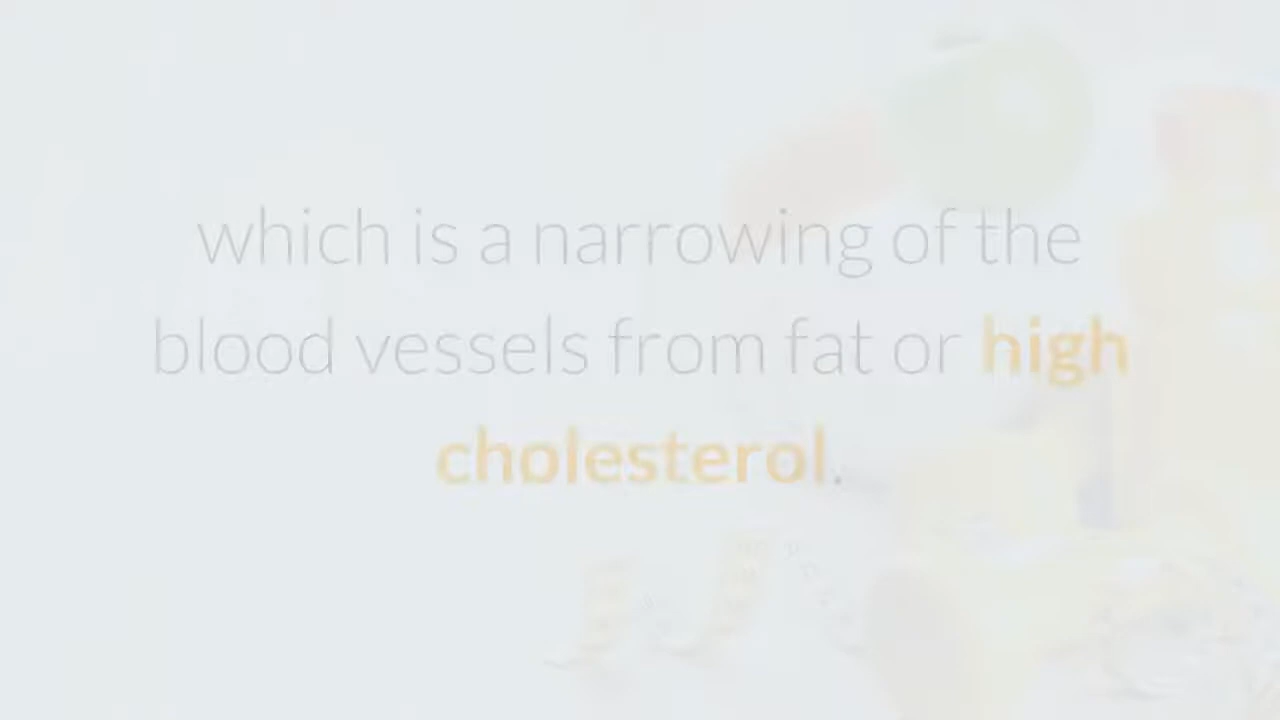 which is a narrowing of the
blood vessels from fat or high
cholesterol.